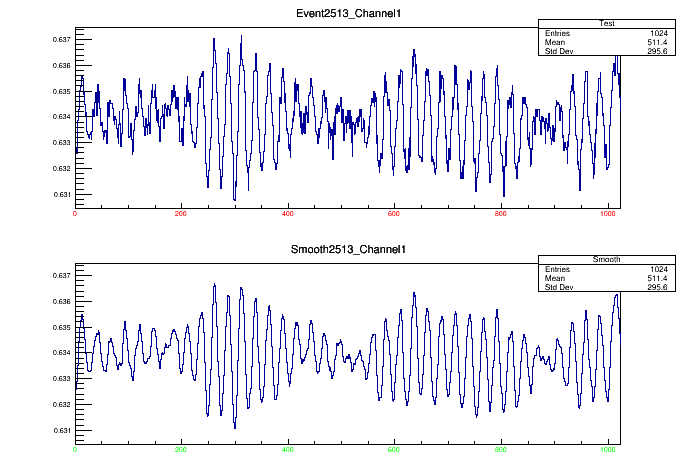 Event2513_Channel1
Test
Entries 1024
Mean 511.4
Std Dev 295.6
0.637
0.636
0.635
0.634
0.633
0.632
0.631
0 200 400 600 800 1000
Smooth2513_Channel1
Smooth
Entries 1024
Mean 511.4
Std Dev 295.6
0.637
0.636
0.635
0.634
0.633
0.632
0.631
0 200 400 600 800 1000